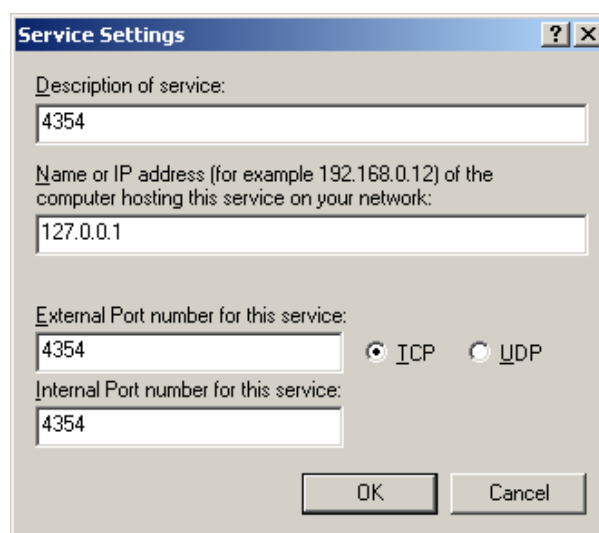 Service Settings
Description of service:
4354
Name or IP address (for example 192.168.0.12) of the
computer hosting this service on your network:
127.0.0.1
External Port number for this service:
4354
TCP
UDP
Internal Port number for this service:
4354
OK
Cancel